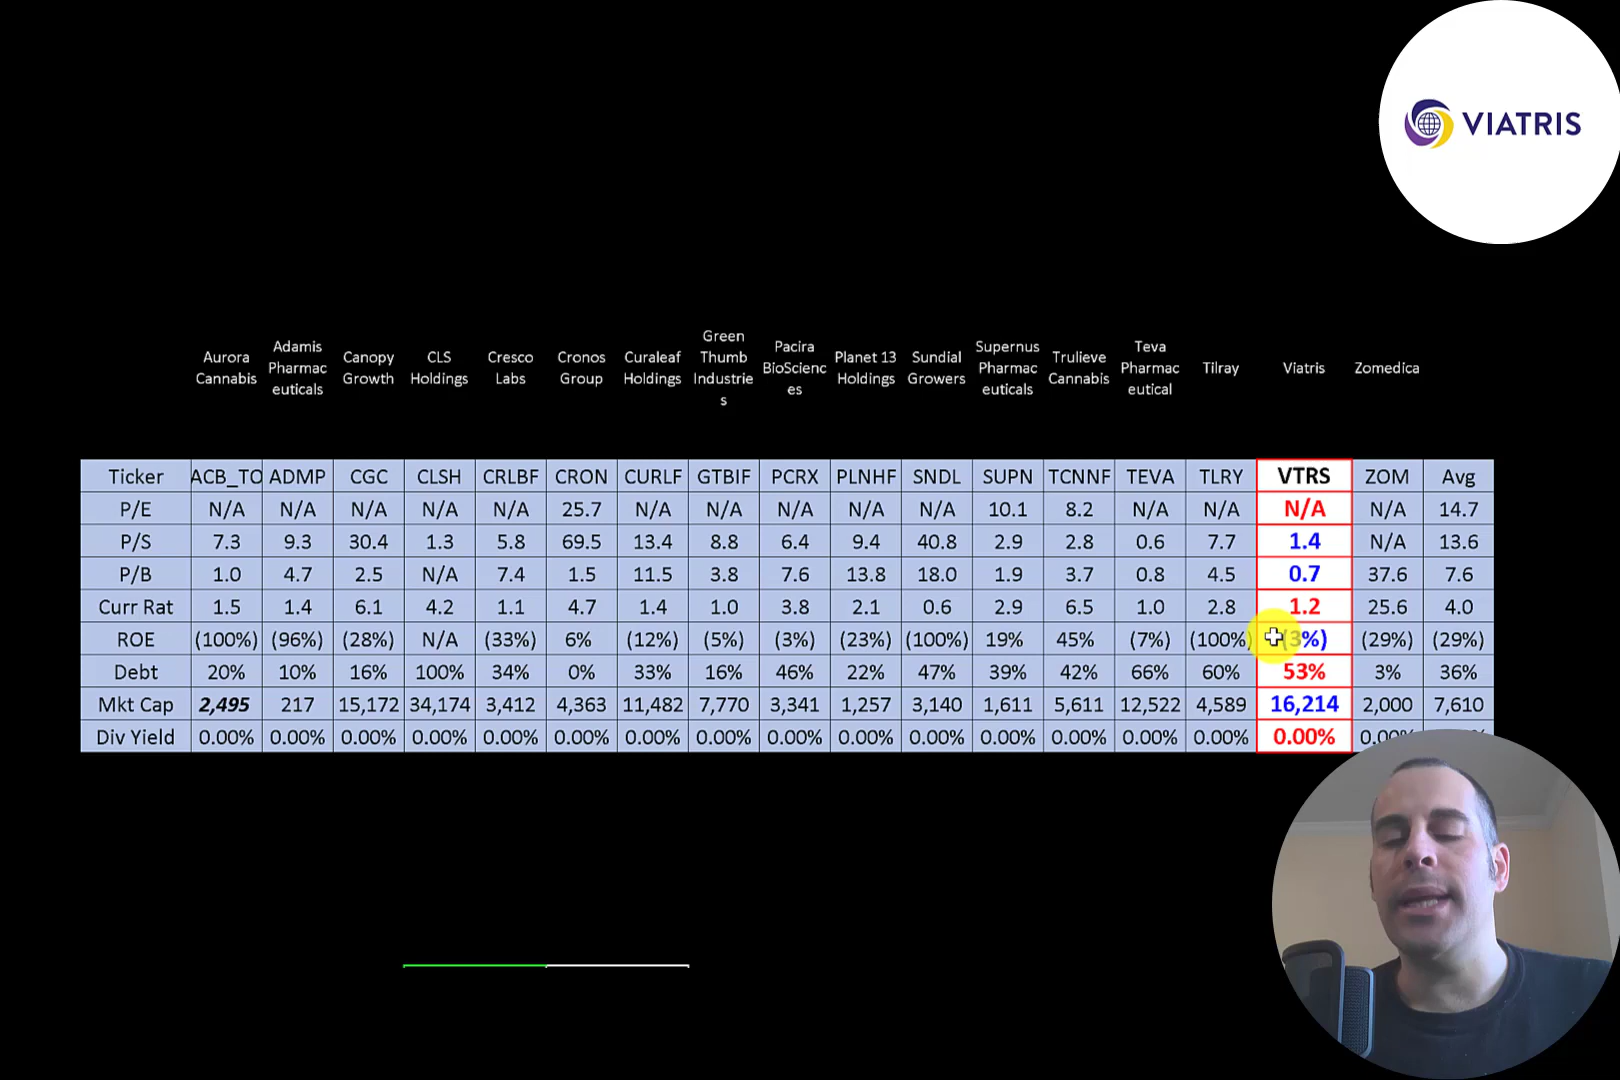 VIATRIS
Aurora Cannabis
Adamis Pharmac euticals
Canopy Growth
CLS Holdings
Cresco Labs
Cronos Group
Curaleaf Holdings
Green Thumb Industrie s
Pacira BioScienc es
Planet 13 Holdings
Sundial Growers
Supernus Pharmac euticals
Trulieve Cannabis
Teva Pharmac eutical
Tilray
Viatris
Zomedica
Ticker ACB_TO ADMP CGC CLSH CRLBF CRON CURLF GTBIF PCRX PLNHF SNDL SUPN TCNNF TEVA TLRY VTRS ZOM Avg
P/E N/A N/A N/A N/A N/A 25.7 N/A N/A N/A N/A N/A 10.1 8.2 N/A N/A N/A N/A 14.7
P/S 7.3 9.3 30.4 1.3 5.8 69.5 13.4 8.8 6.4 9.4 40.8 2.9 2.8 0.6 7.7 1.4 N/A 13.6
P/B 1.0 4.7 2.5 N/A 7.4 1.5 11.5 3.8 7.6 13.8 18.0 1.9 3.7 0.8 4.5 0.7 37.6 7.6
Curr Rat 1.5 1.4 6.1 4.2 1.1 4.7 1.4 1.0 3.8 2.1 0.6 2.9 6.5 1.0 2.8 1.2 25.6 4.0
ROE (100%) (96%) (28%) N/A (33%) 6% (12%) (5%) (3%) (23%) (100%) 19% 45% (7%) (100%) (3%) (29%) (29%)
Debt 20% 10% 16% 100% 34% 0% 33% 16% 46% 22% 47% 39% 42% 66% 60% 53% 3% 36%
Mkt Cap 2,495 217 15,172 34,174 3,412 4,363 11,482 7,770 3,341 1,257 3,140 1,611 5,611 12,522 4,589 16,214 2,000 7,610
Div Yield 0.00% 0.00% 0.00% 0.00% 0.00% 0.00% 0.00% 0.00% 0.00% 0.00% 0.00% 0.00% 0.00% 0.00% 0.00% 0.00% 0.00%